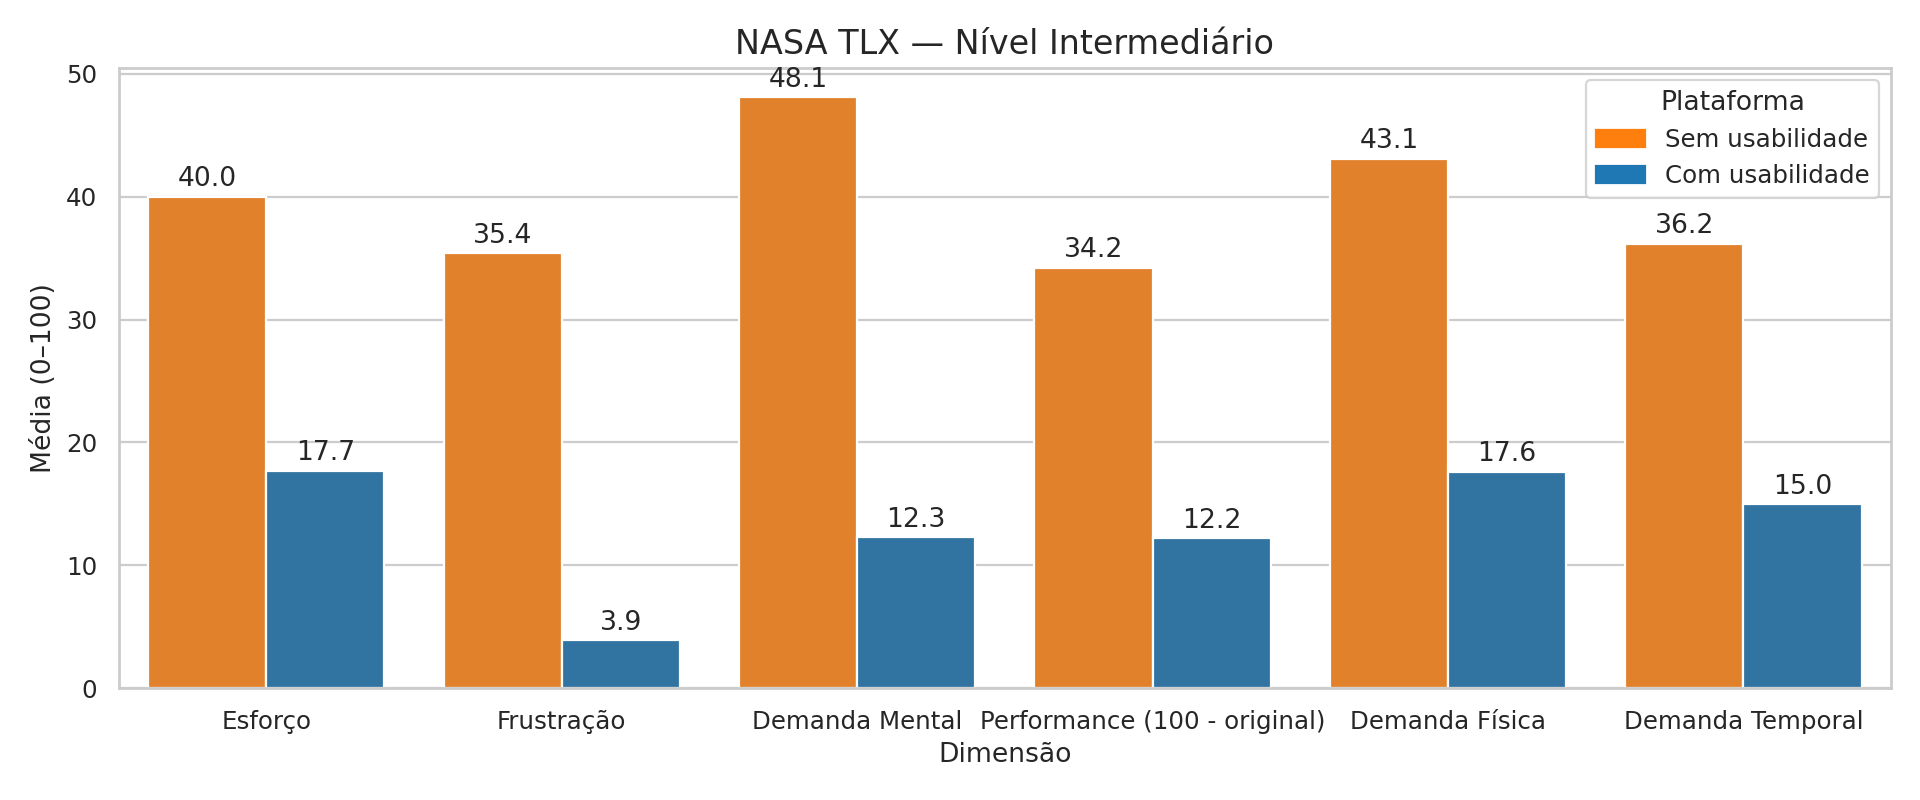 NASA TLX — Nível Intermediário
Média (0–100)
50
40
30
20
10
0
40.0
17.7
35.4
3.9
48.1
12.3
34.2
12.2
43.1
17.6
36.2
15.0
Plataforma
Sem usabilidade
Com usabilidade
Esforço
Frustração
Demanda Mental
Performance (100 - original)
Demanda Física
Demanda Temporal
Dimensão